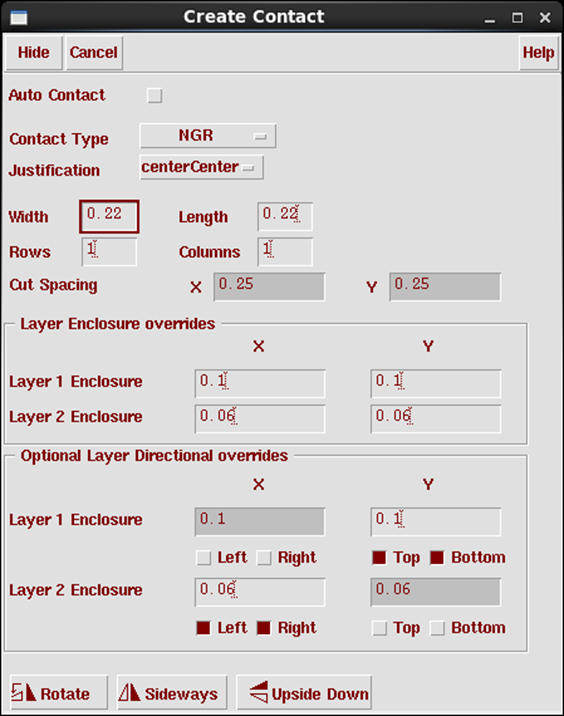 Create Contact
Hide Cancel Help
Auto Contact
Contact Type NGR
Justification centerCenter
Width 0.22 Length 0.22
Rows 1 Columns 1
Cut Spacing X 0.25 Y 0.25
Layer Enclosure overrides
X Y
Layer 1 Enclosure 0.1 0.1
Layer 2 Enclosure 0.06 0.06
Optional Layer Directional overrides
X Y
Layer 1 Enclosure 0.1 0.1
Left Right Top Bottom
Layer 2 Enclosure 0.06 0.06
Left Right Top Bottom
Rotate Sideways Upside Down